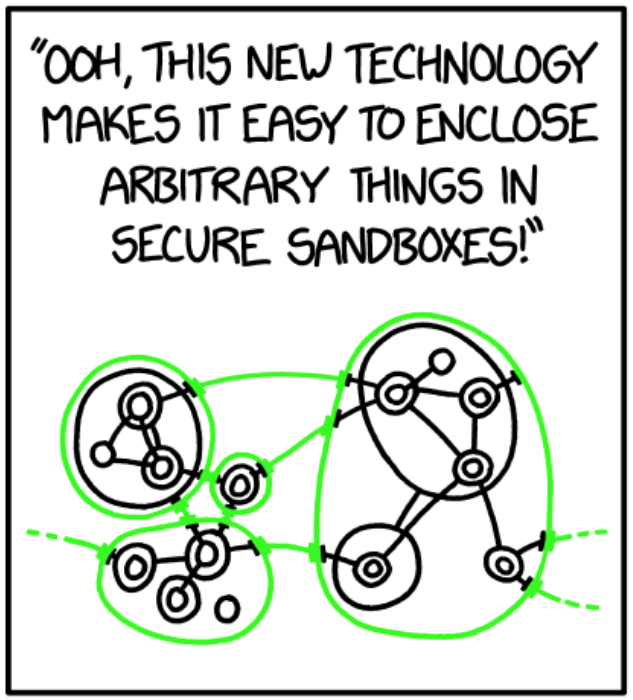 "OOH, THIS NEW TECHNOLOGY
MAKES IT EASY TO ENCLOSE
ARBITRARY THINGS IN
SECURE SANDBOXES!"